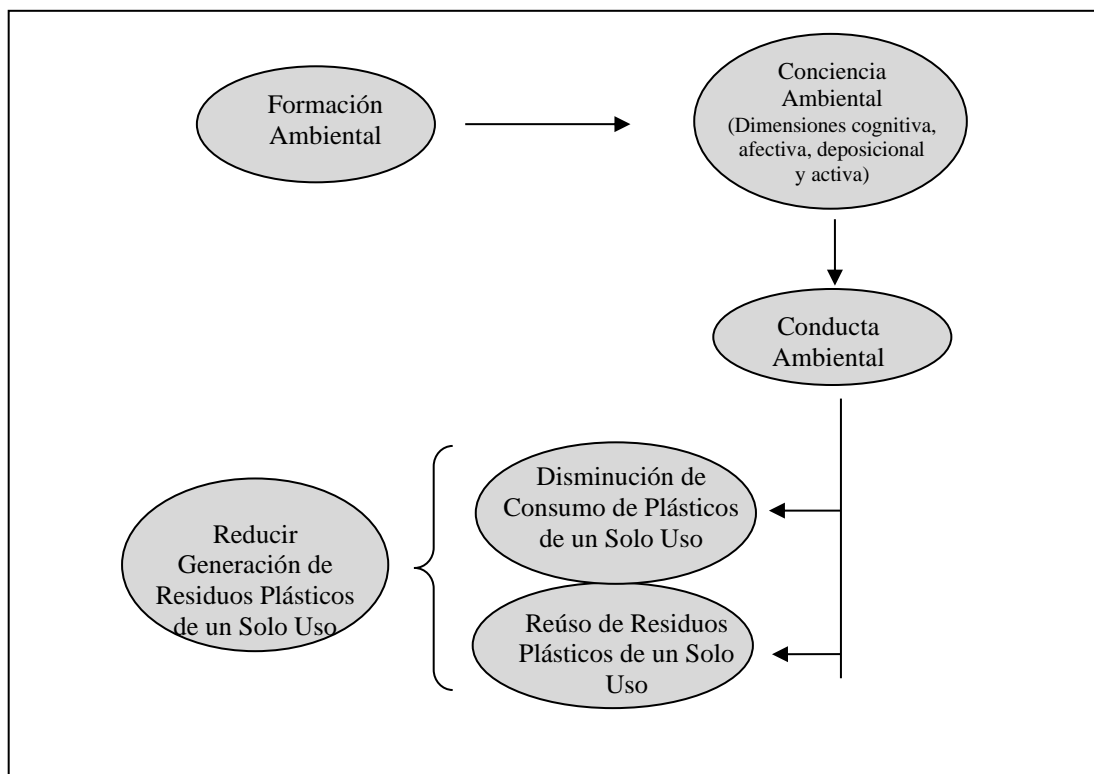 Formación
Ambiental
Conciencia
Ambiental
(Dimensiones cognitiva,
afectiva, deposicional
y activa)
Conducta
Ambiental
Disminución de
Consumo de Plásticos
de un Solo Uso
Reúso de Residuos
Plásticos de un Solo
Uso
Reducir
Generación de
Residuos Plásticos
de un Solo Uso